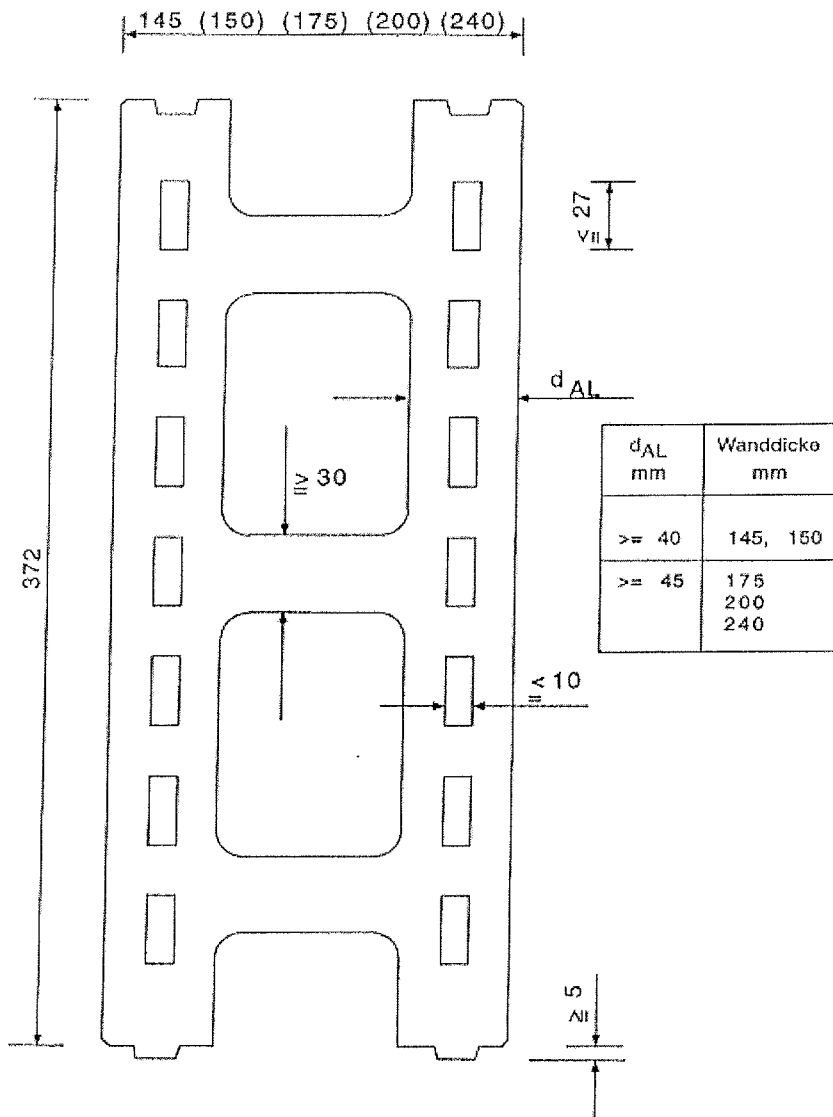 145 (150) (175) (200) (240)
≤ 27
d AL
≥ 30
372
dAL Wanddicke
mm mm
>= 40 145, 150
>= 45 175
200
240
≤ 10
≥ 5